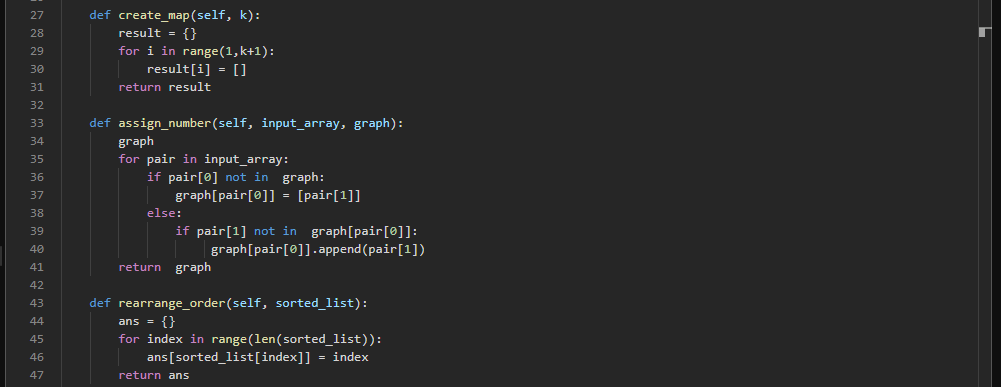 27 def create_map(self, k):
28 result = {}
29 for i in range(1,k+1):
30 result[i] = []
31 return result
32
33 def assign_number(self, input_array, graph):
34 graph
35 for pair in input_array:
36 if pair[0] not in  graph:
37 graph[pair[0]] = [pair[1]]
38 else:
39 if pair[1] not in  graph[pair[0]]:
40 graph[pair[0]].append(pair[1])
41 return  graph
42
43 def rearrange_order(self, sorted_list):
44 ans = {}
45 for index in range(len(sorted_list)):
46 ans[sorted_list[index]] = index
47 return ans